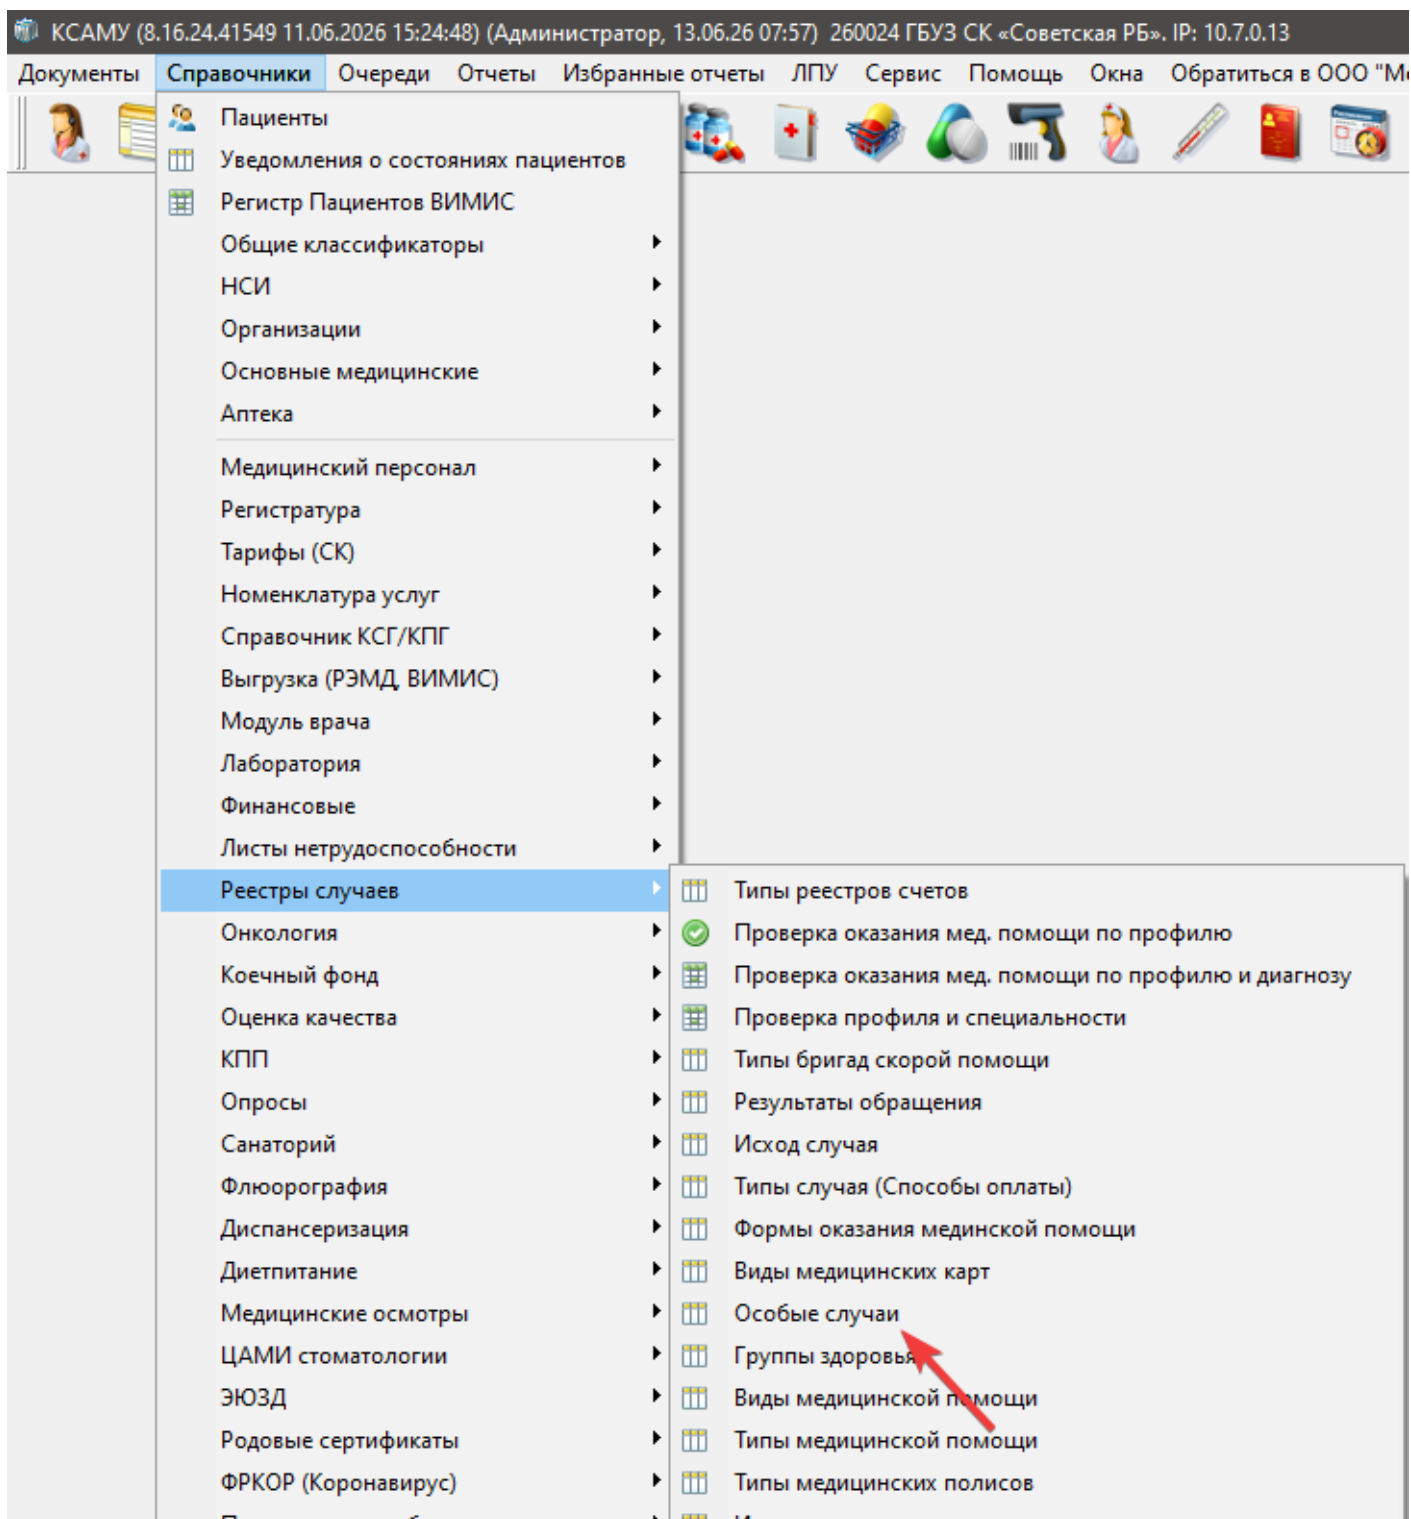 КСАМУ (8.16.24.41549 11.06.2026 15:24:48) (Администратор, 13.06.26 07:57) 260024 ГБУЗ СК «Советская РБ». IP: 10.7.0.13
Документы Справочники Очереди Отчеты Избранные отчеты ЛПУ Сервис Помощь Окна Обратиться в ООО "М
Пациенты
Уведомления о состояниях пациентов
Регистр Пациентов ВИМИС
Общие классификаторы
НСИ
Организации
Основные медицинские
Аптека
Медицинский персонал
Регистратура
Тарифы (СК)
Номенклатура услуг
Справочник КСГ/КПГ
Выгрузка (РЭМД, ВИМИС)
Модуль врача
Лаборатория
Финансовые
Листы нетрудоспособности
Реестры случаев
Онкология
Коечный фонд
Оценка качества
КПП
Опросы
Санаторий
Флюорография
Диспансеризация
Диетпитание
Медицинские осмотры
ЦАМИ стоматологии
ЭЮЗД
Родовые сертификаты
ФРКОР (Коронавирус)
Типы реестров счетов
Проверка оказания мед. помощи по профилю
Проверка оказания мед. помощи по профилю и диагнозу
Проверка профиля и специальности
Типы бригад скорой помощи
Результаты обращения
Исход случая
Типы случая (Способы оплаты)
Формы оказания мединской помощи
Виды медицинских карт
Особые случаи
Группы здоровья
Виды медицинской помощи
Типы медицинской помощи
Типы медицинских полисов